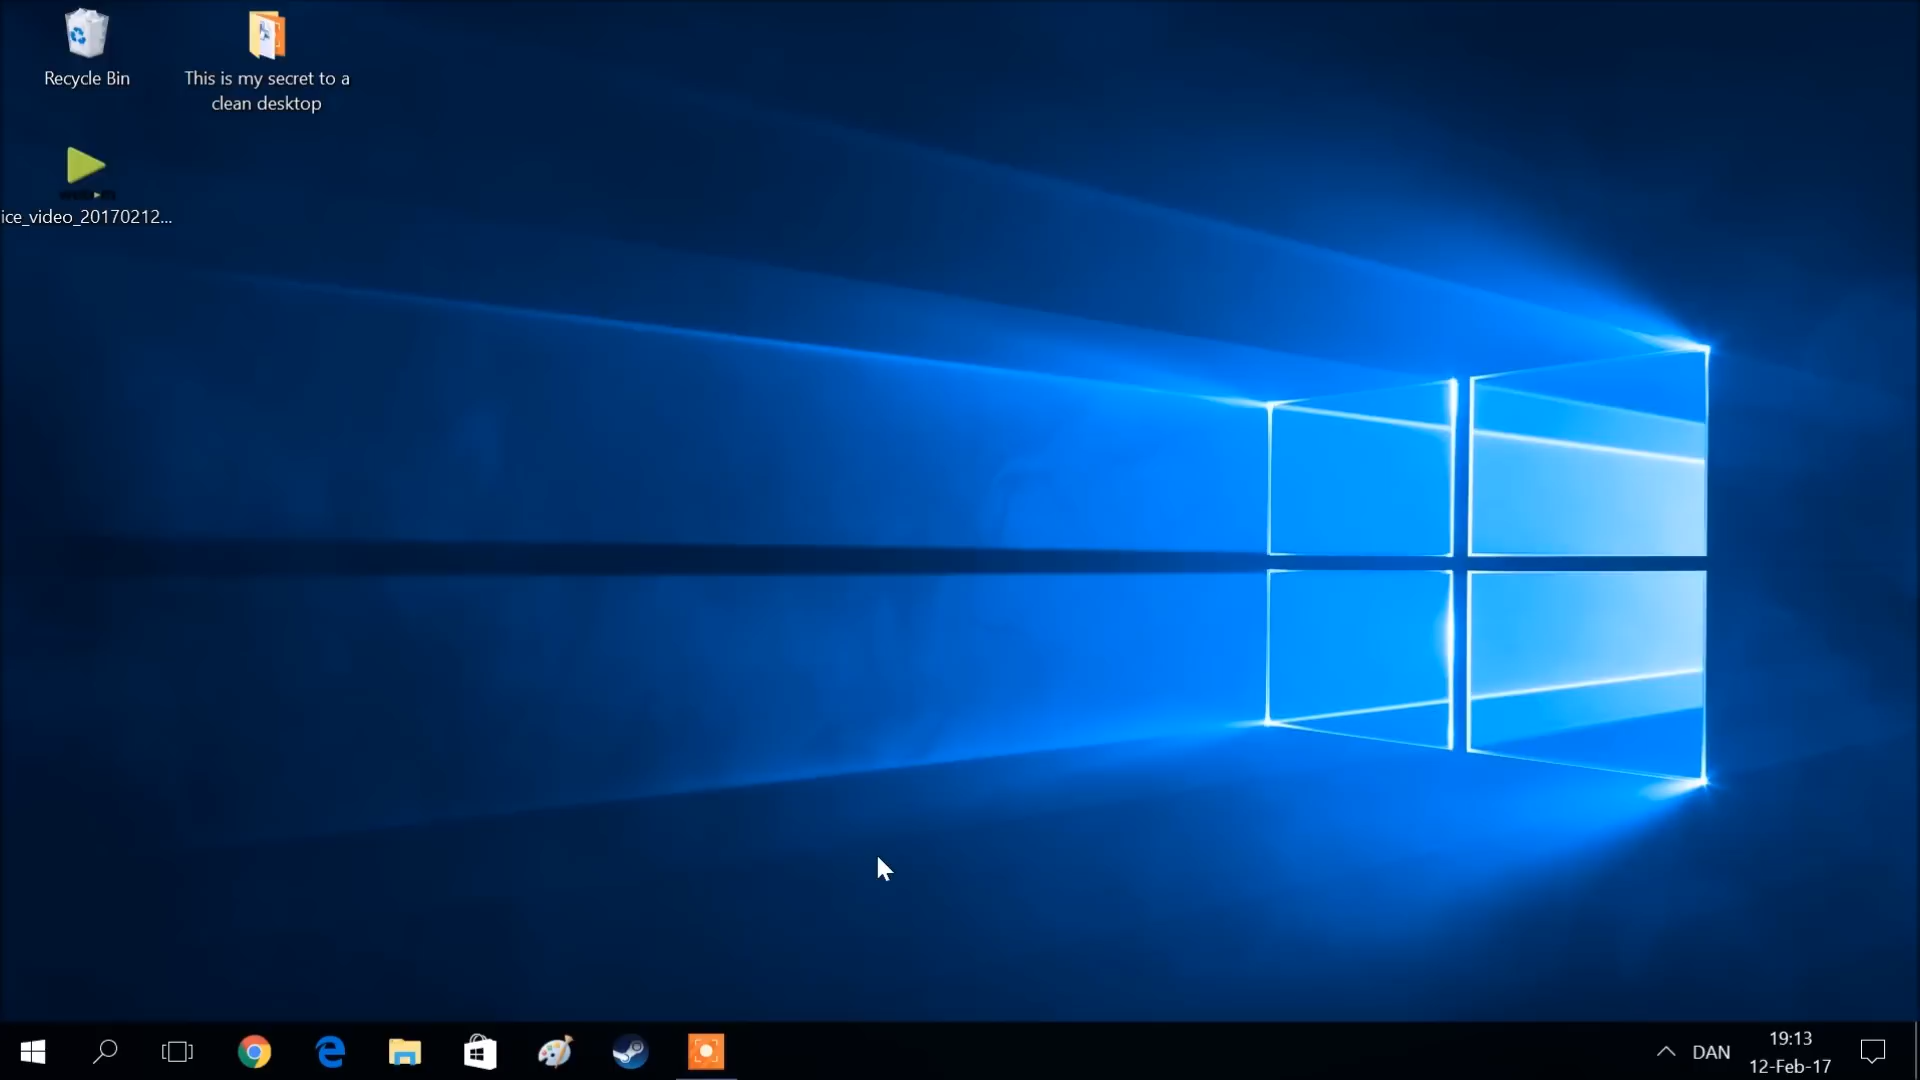 Recycle Bin
This is my secret to a
clean desktop
ice_video_20170212...
DAN
19:13
12-Feb-17